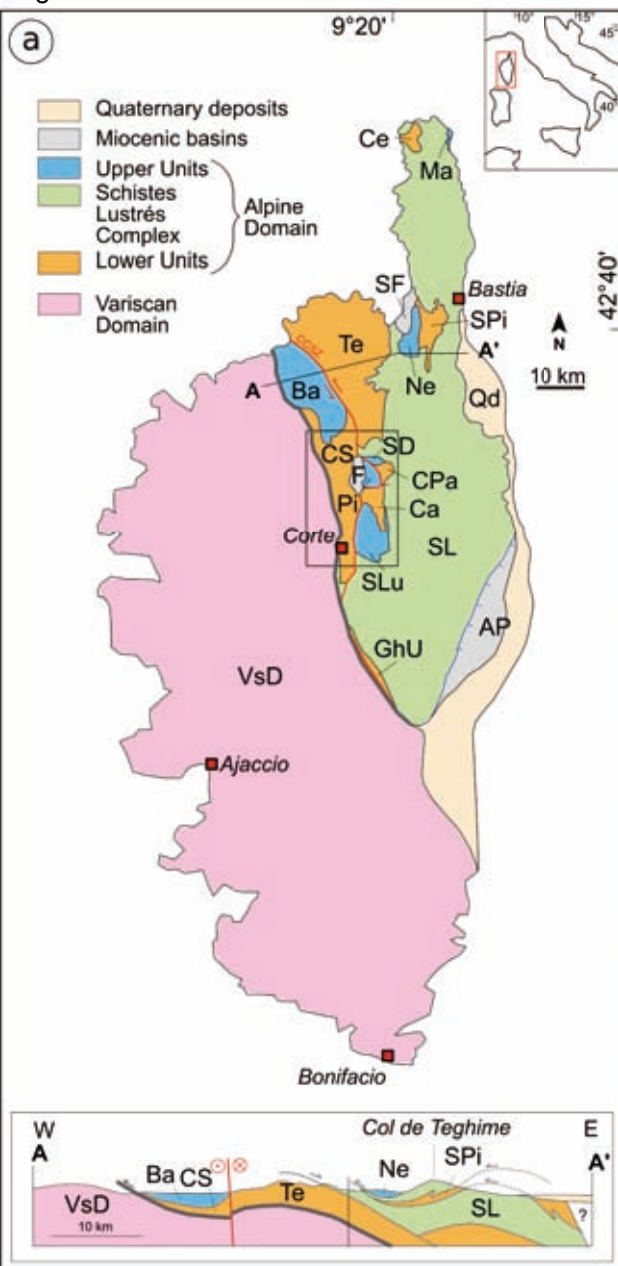 a
9°20'
10°
15°
45°
40°
42°40'
Quaternary deposits
Miocenic basins
Upper Units
Schistes
Lustrés
Complex
Lower Units
Alpine
Domain
Variscan
Domain
Ce
Ma
SF
Bastia
SPi
Te
CCSZ
A
A'
N
10 km
Ba
Ne
Qd
CS
SD
F
CPa
Pi
Ca
Corte
SL
SLu
AP
GhU
VsD
Ajaccio
Bonifacio
W
A
Col de Teghime
E
A'
Ba CS
Ne
SPi
VsD
Te
SL
?
10 km